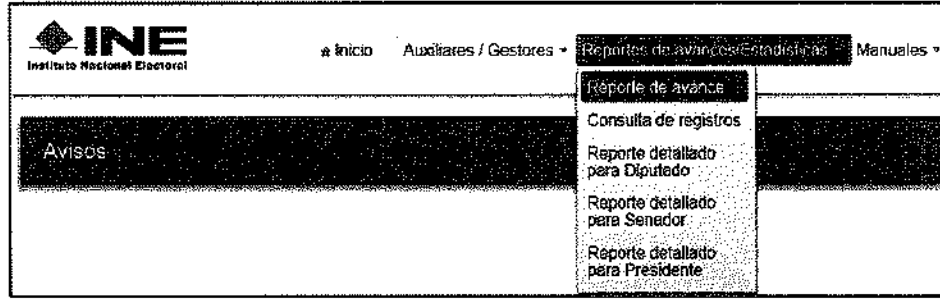 INE
Instituto Nacional Electoral
Inicio Auxiliares / Gestores Reportes de avances/Estadísticas Manuales
Reporte de avance
Consulta de registros
Avisos
Reporte detallado
para Diputado
Reporte detallado
para Senador
Reporte detallado
para Presidente